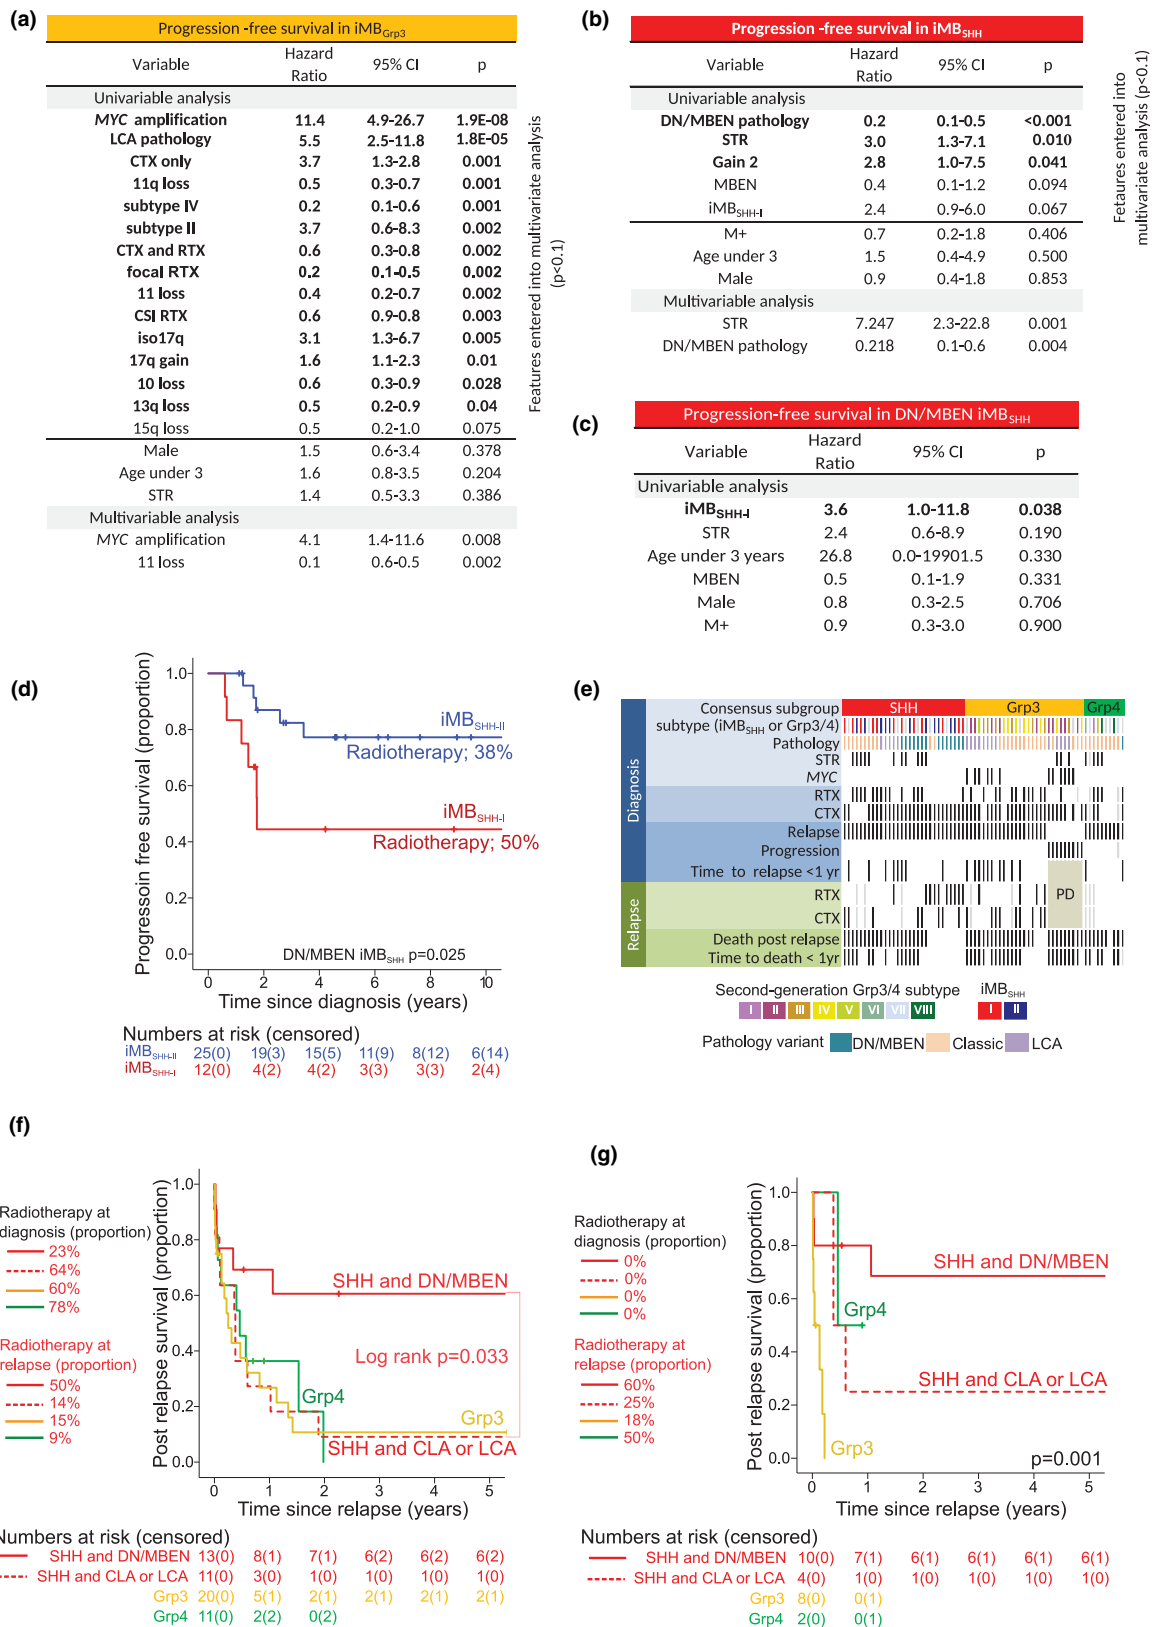 (a)
Progression -free survival in iMBGrp3
Variable Hazard Ratio 95% CI p
Univariable analysis
MYC amplification 11.4 4.9-26.7 1.9E-08
LCA pathology 5.5 2.5-11.8 1.8E-05
CTX only 3.7 1.3-2.8 0.001
11q loss 0.5 0.3-0.7 0.001
subtype IV 0.2 0.1-0.6 0.001
subtype II 3.7 0.6-8.3 0.002
CTX and RTX 0.6 0.3-0.8 0.002
focal RTX 0.2 0.1-0.5 0.002
11 loss 0.4 0.2-0.7 0.002
CSI RTX 0.6 0.9-0.8 0.003
iso17q 3.1 1.3-6.7 0.005
17q gain 1.6 1.1-2.3 0.01
10 loss 0.6 0.3-0.9 0.028
13q loss 0.5 0.2-0.9 0.04
15q loss 0.5 0.2-1.0 0.075
Male 1.5 0.6-3.4 0.378
Age under 3 1.6 0.8-3.5 0.204
STR 1.4 0.5-3.3 0.386
Multivariable analysis
MYC amplification 4.1 1.4-11.6 0.008
11 loss 0.1 0.6-0.5 0.002
Features entered into multivariate analysis
(p<0.1)
(b)
Progression -free survival in iMBSHH
Variable Hazard Ratio 95% CI p
Univariable analysis
DN/MBEN pathology 0.2 0.1-0.5 <0.001
STR 3.0 1.3-7.1 0.010
Gain 2 2.8 1.0-7.5 0.041
MBEN 0.4 0.1-1.2 0.094
iMBSHH-I 2.4 0.9-6.0 0.067
M+ 0.7 0.2-1.8 0.406
Age under 3 1.5 0.4-4.9 0.500
Male 0.9 0.4-1.8 0.853
Multivariable analysis
STR 7.247 2.3-22.8 0.001
DN/MBEN pathology 0.218 0.1-0.6 0.004
Fetaures entered into
multivariate analysis (p<0.1)
(c)
Progression-free survival in DN/MBEN iMBSHH
Variable Hazard Ratio 95% CI p
Univariable analysis
iMBSHH-I 3.6 1.0-11.8 0.038
STR 2.4 0.6-8.9 0.190
Age under 3 years 26.8 0.0-19901.5 0.330
MBEN 0.5 0.1-1.9 0.331
Male 0.8 0.3-2.5 0.706
M+ 0.9 0.3-3.0 0.900
(d)
Progressoin free survival (proportion)
1.0
0.8
0.6
0.4
0.2
0.0
iMBSHH-II
Radiotherapy; 38%
iMBSHH-I
Radiotherapy; 50%
DN/MBEN iMBSHH p=0.025
0 2 4 6 8 10
Time since diagnosis (years)
Numbers at risk (censored)
iMBSHH-II 25(0) 19(3) 15(5) 11(9) 8(12) 6(14)
iMBSHH-I 12(0) 4(2) 4(2) 3(3) 3(3) 2(4)
(e)
Diagnosis
Relapse
Consensus subgroup SHH Grp3 Grp4
subtype (iMBSHH or Grp3/4)
Pathology
STR
MYC
RTX
CTX
Relapse
Progression
Time to relapse <1 yr
RTX PD
CTX
Death post relapse
Time to death < 1yr
Second-generation Grp3/4 subtype iMBSHH
I II III IV V VI VII VIII I II
Pathology variant DN/MBEN Classic LCA
(f)
Radiotherapy at
diagnosis (proportion)
23%
64%
60%
78%
Radiotherapy at
relapse (proportion)
50%
14%
15%
9%
Post relapse survival (proportion)
1.0
0.8
0.6
0.4
0.2
0.0
SHH and DN/MBEN
Log rank p=0.033
Grp4
Grp3
SHH and CLA or LCA
0 1 2 3 4 5
Time since relapse (years)
Numbers at risk (censored)
SHH and DN/MBEN 13(0) 8(1) 7(1) 6(2) 6(2) 6(2)
SHH and CLA or LCA 11(0) 3(0) 1(0) 1(0) 1(0) 1(0)
Grp3 20(0) 5(1) 2(1) 2(1) 2(1) 2(1)
Grp4 11(0) 2(2) 0(2)
(g)
Radiotherapy at
diagnosis (proportion)
0%
0%
0%
0%
Radiotherapy at
relapse (proportion)
60%
25%
18%
50%
Post relapse survival (proportion)
1.0
0.8
0.6
0.4
0.2
0.0
SHH and DN/MBEN
Grp4
SHH and CLA or LCA
Grp3
p=0.001
0 1 2 3 4 5
Time since relapse (years)
Numbers at risk (censored)
SHH and DN/MBEN 10(0) 7(1) 6(1) 6(1) 6(1) 6(1)
SHH and CLA or LCA 4(0) 1(0) 1(0) 1(0) 1(0) 1(0)
Grp3 8(0) 0(1)
Grp4 2(0) 0(1)